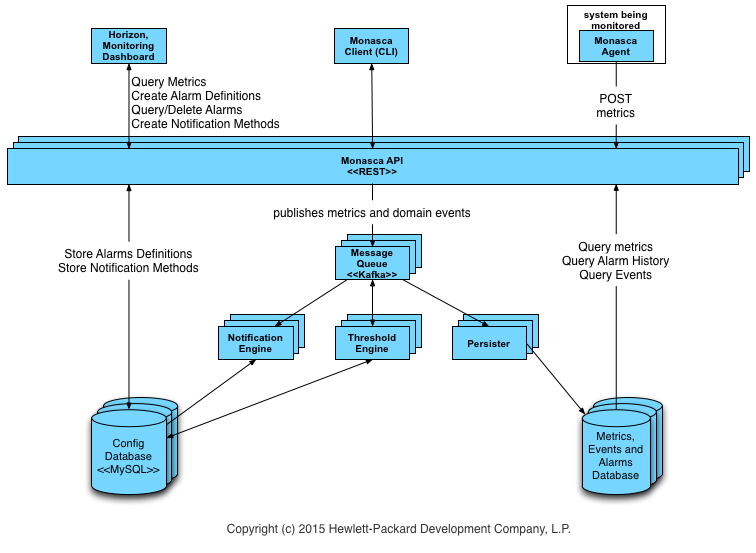 Horizon,
Monitoring
Dashboard
Monasca
Client (CLI)
system being
monitored
Monasca
Agent
Query Metrics
Create Alarm Definitions
Query/Delete Alarms
Create Notification Methods
POST
metrics
Monasca API
<<REST>>
publishes metrics and domain events
Store Alarms Definitions
Store Notification Methods
Message
Queue
<<Kafka>>
Query metrics
Query Alarm History
Query Events
Notification
Engine
Threshold
Engine
Persister
Config
Database
<<MySQL>>
Metrics,
Events and
Alarms
Database
Copyright (c) 2015 Hewlett-Packard Development Company, L.P.